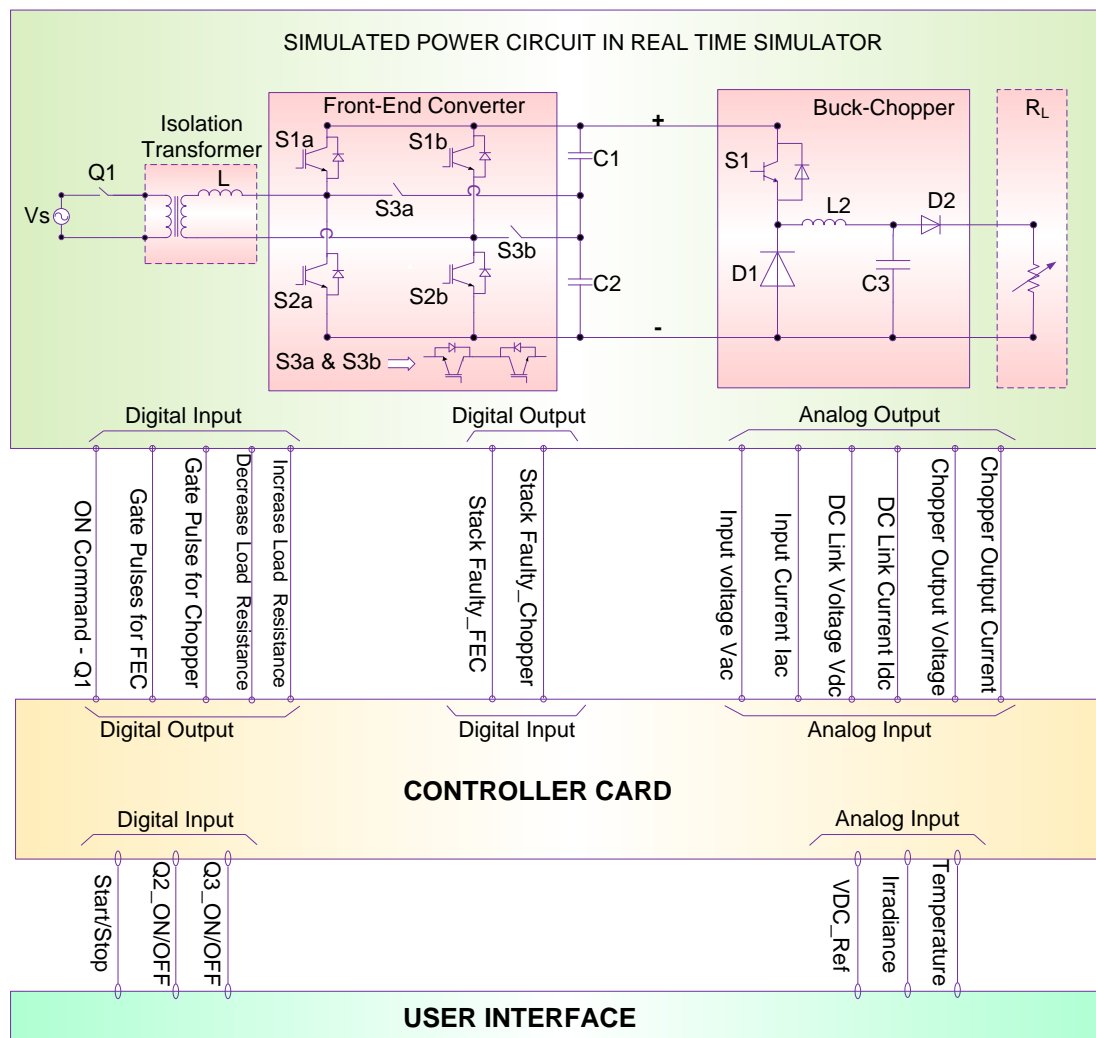 SIMULATED POWER CIRCUIT IN REAL TIME SIMULATOR
Front-End Converter
Buck-Chopper
RL
Isolation
Transformer
S1a
S1b
+
S1
C1
Q1
L
S3a
L2
D2
Vs
S3b
S2a
S2b
C2
D1
C3
-
S3a & S3b
Digital Input
Digital Output
Analog Output
ON Command - Q1
Gate Pulses for FEC
Gate Pulse for Chopper
Decrease Load Resistance
Increase Load Resistance
Stack Faulty_FEC
Stack Faulty_Chopper
Input voltage Vac
Input Current Iac
DC Link Voltage Vdc
DC Link Current Idc
Chopper Output Voltage
Chopper Output Current
Digital Output
Digital Input
Analog Input
CONTROLLER CARD
Digital Input
Analog Input
Start/Stop
Q2_ON/OFF
Q3_ON/OFF
VDC_Ref
Irradiance
Temperature
USER INTERFACE